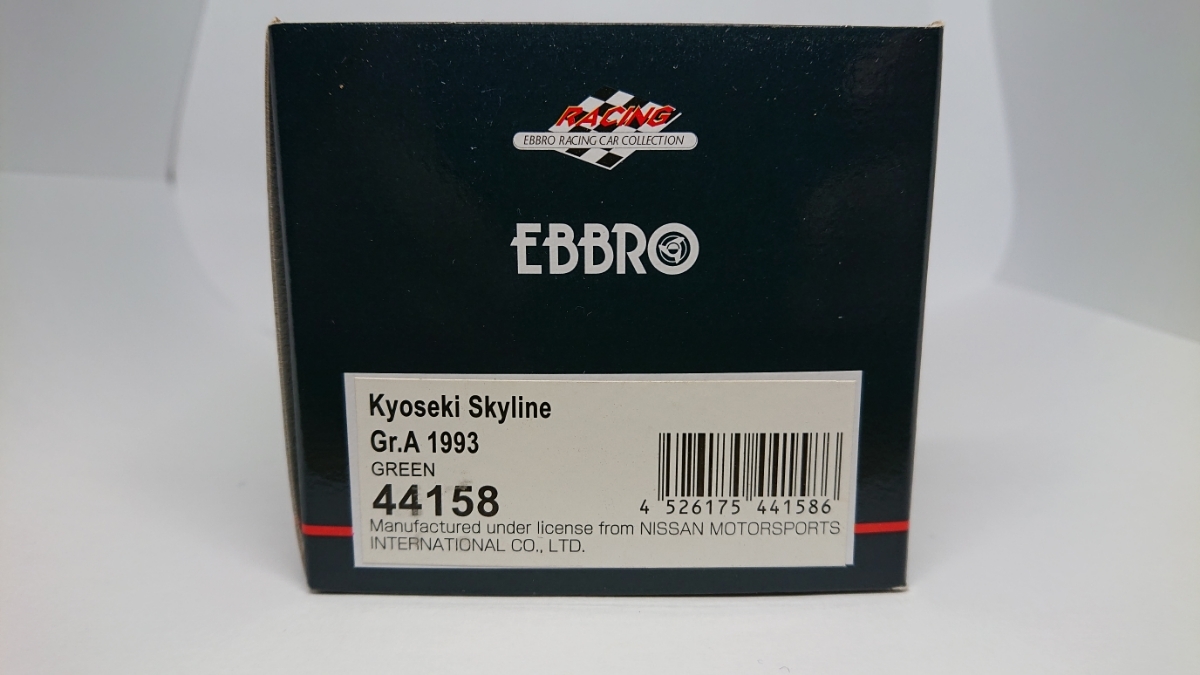 RACING
EBBRO RACING CAR COLLECTION
EBBRO
Kyoseki Skyline
Gr.A 1993
GREEN
44158
4 526175 441586
Manufactured under license from NISSAN MOTORSPORTS
INTERNATIONAL CO., LTD.